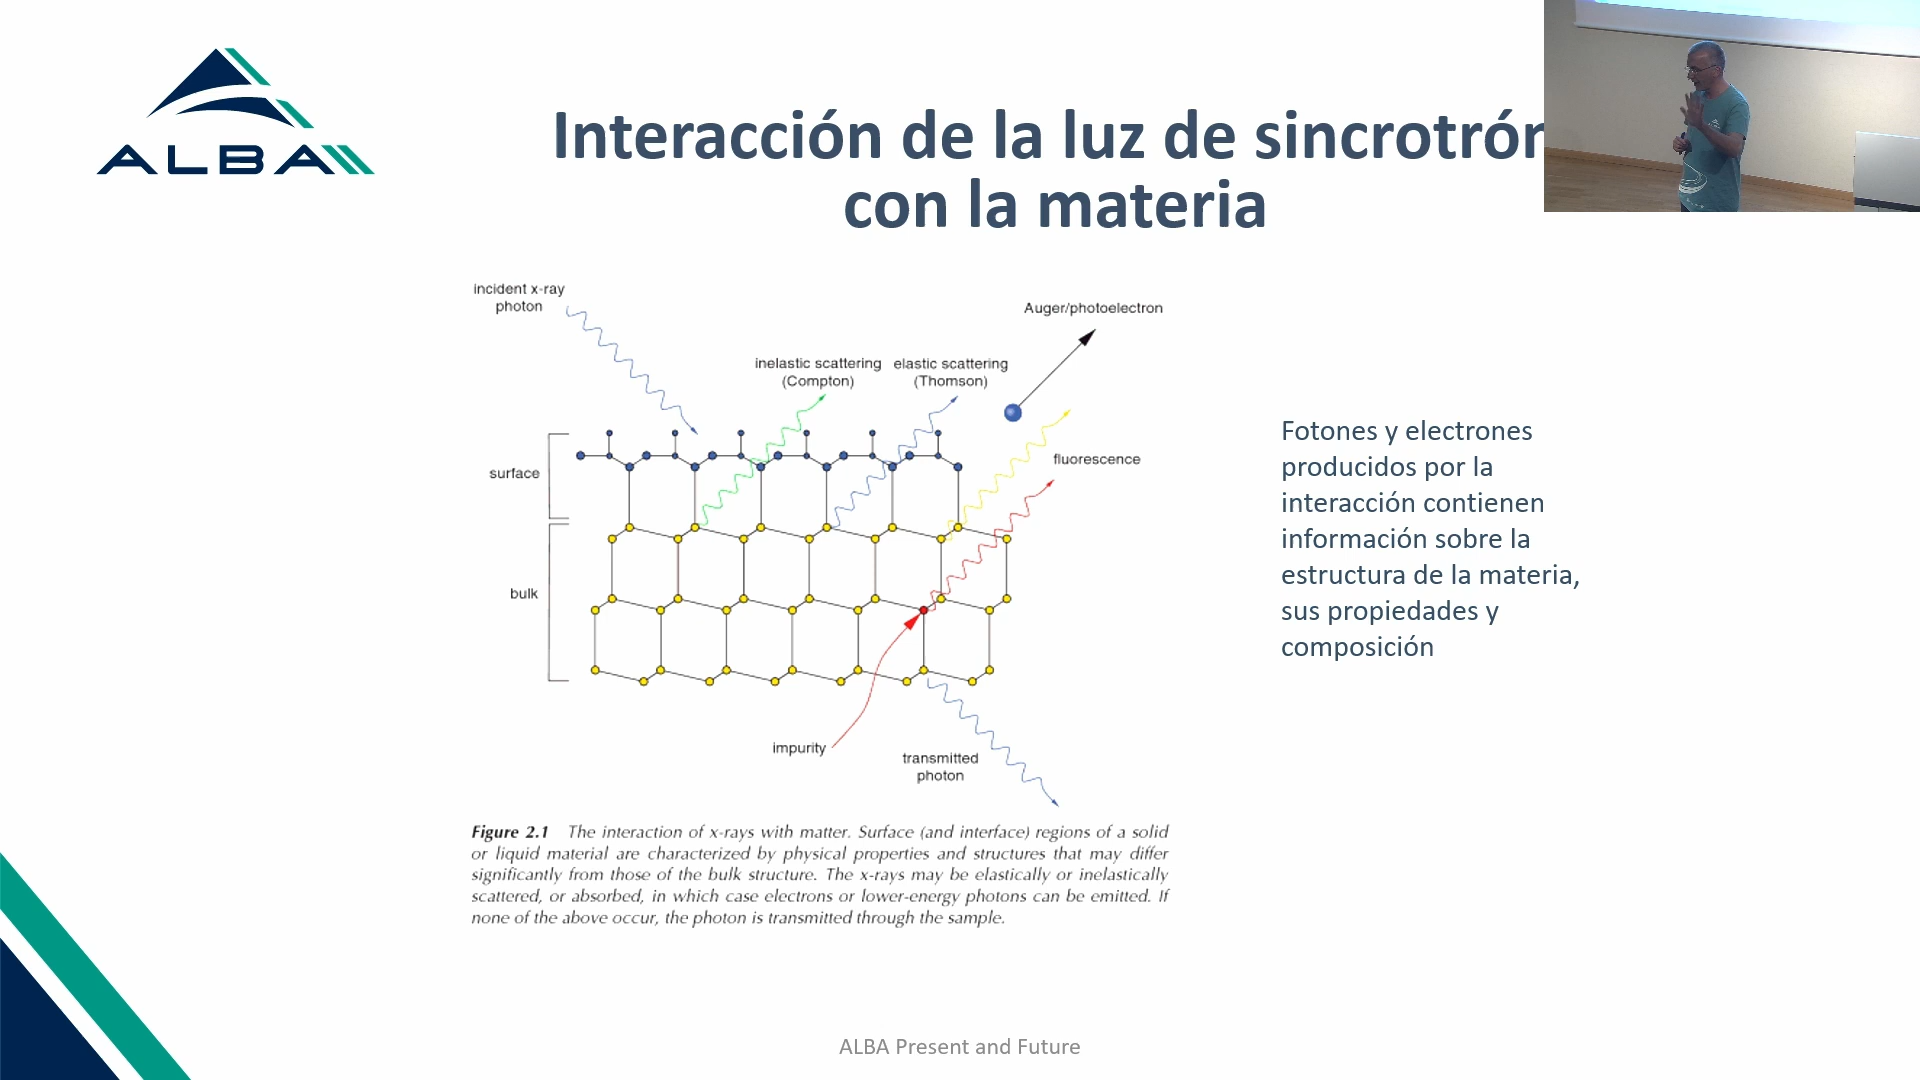 ALBA
Interacción de la luz de sincrotrón
con la materia
incident x-ray
photon
Auger/photoelectron
inelastic scattering
(Compton)
elastic scattering
(Thomson)
surface
fluorescence
bulk
impurity
transmitted
photon
Fotones y electrones
producidos por la
interacción contienen
información sobre la
estructura de la materia,
sus propiedades y
composición
Figure 2.1 The interaction of x-rays with matter. Surface (and interface) regions of a solid
or liquid material are characterized by physical properties and structures that may differ
significantly from those of the bulk structure. The x-rays may be elastically or inelastically
scattered, or absorbed, in which case electrons or lower-energy photons can be emitted. If
none of the above occur, the photon is transmitted through the sample.
ALBA Present and Future